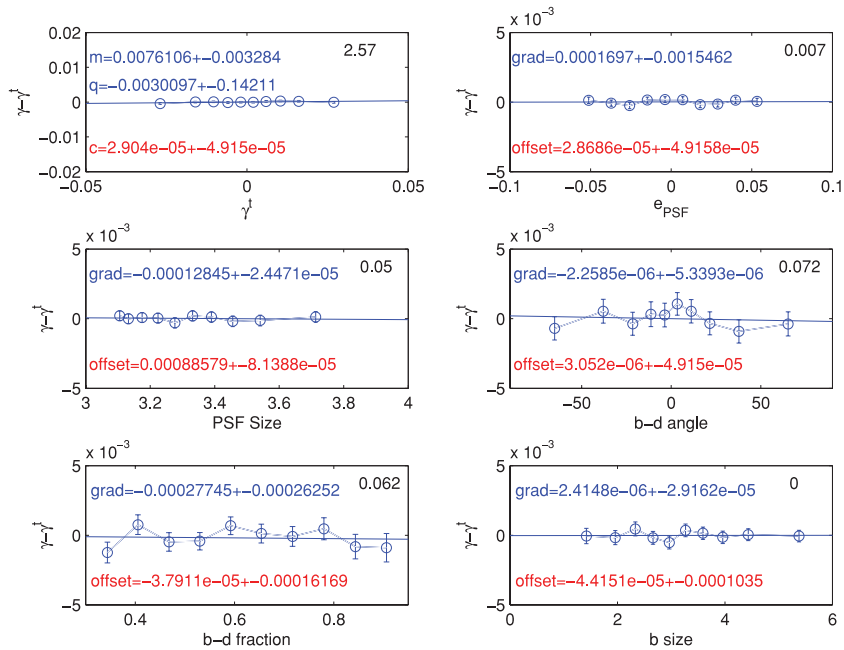 γ−γᵗ
0.02
0.01
0
−0.01
−0.02
m=0.0076106+−0.003284
2.57
q=−0.0030097+−0.14211
c=2.904e−05+−4.915e−05
−0.05
0
0.05
γᵗ
x 10⁻³
γ−γᵗ
5
0
−5
grad=0.0001697+−0.0015462
0.007
offset=2.8686e−05+−4.9158e−05
−0.1
−0.05
0
0.05
0.1
e_PSF
x 10⁻³
γ−γᵗ
5
0
−5
grad=−0.00012845+−2.4471e−05
0.05
offset=0.00088579+−8.1388e−05
3
3.2
3.4
3.6
3.8
4
PSF Size
x 10⁻³
γ−γᵗ
5
0
−5
grad=−2.2585e−06+−5.3393e−06
0.072
offset=3.052e−06+−4.915e−05
−50
0
50
b−d angle
x 10⁻³
γ−γᵗ
5
0
−5
grad=−0.00027745+−0.00026252
0.062
offset=−3.7911e−05+−0.00016169
0.4
0.6
0.8
b−d fraction
x 10⁻³
γ−γᵗ
5
0
−5
grad=2.4148e−06+−2.9162e−05
0
offset=−4.4151e−05+−0.0001035
0
2
4
6
b size